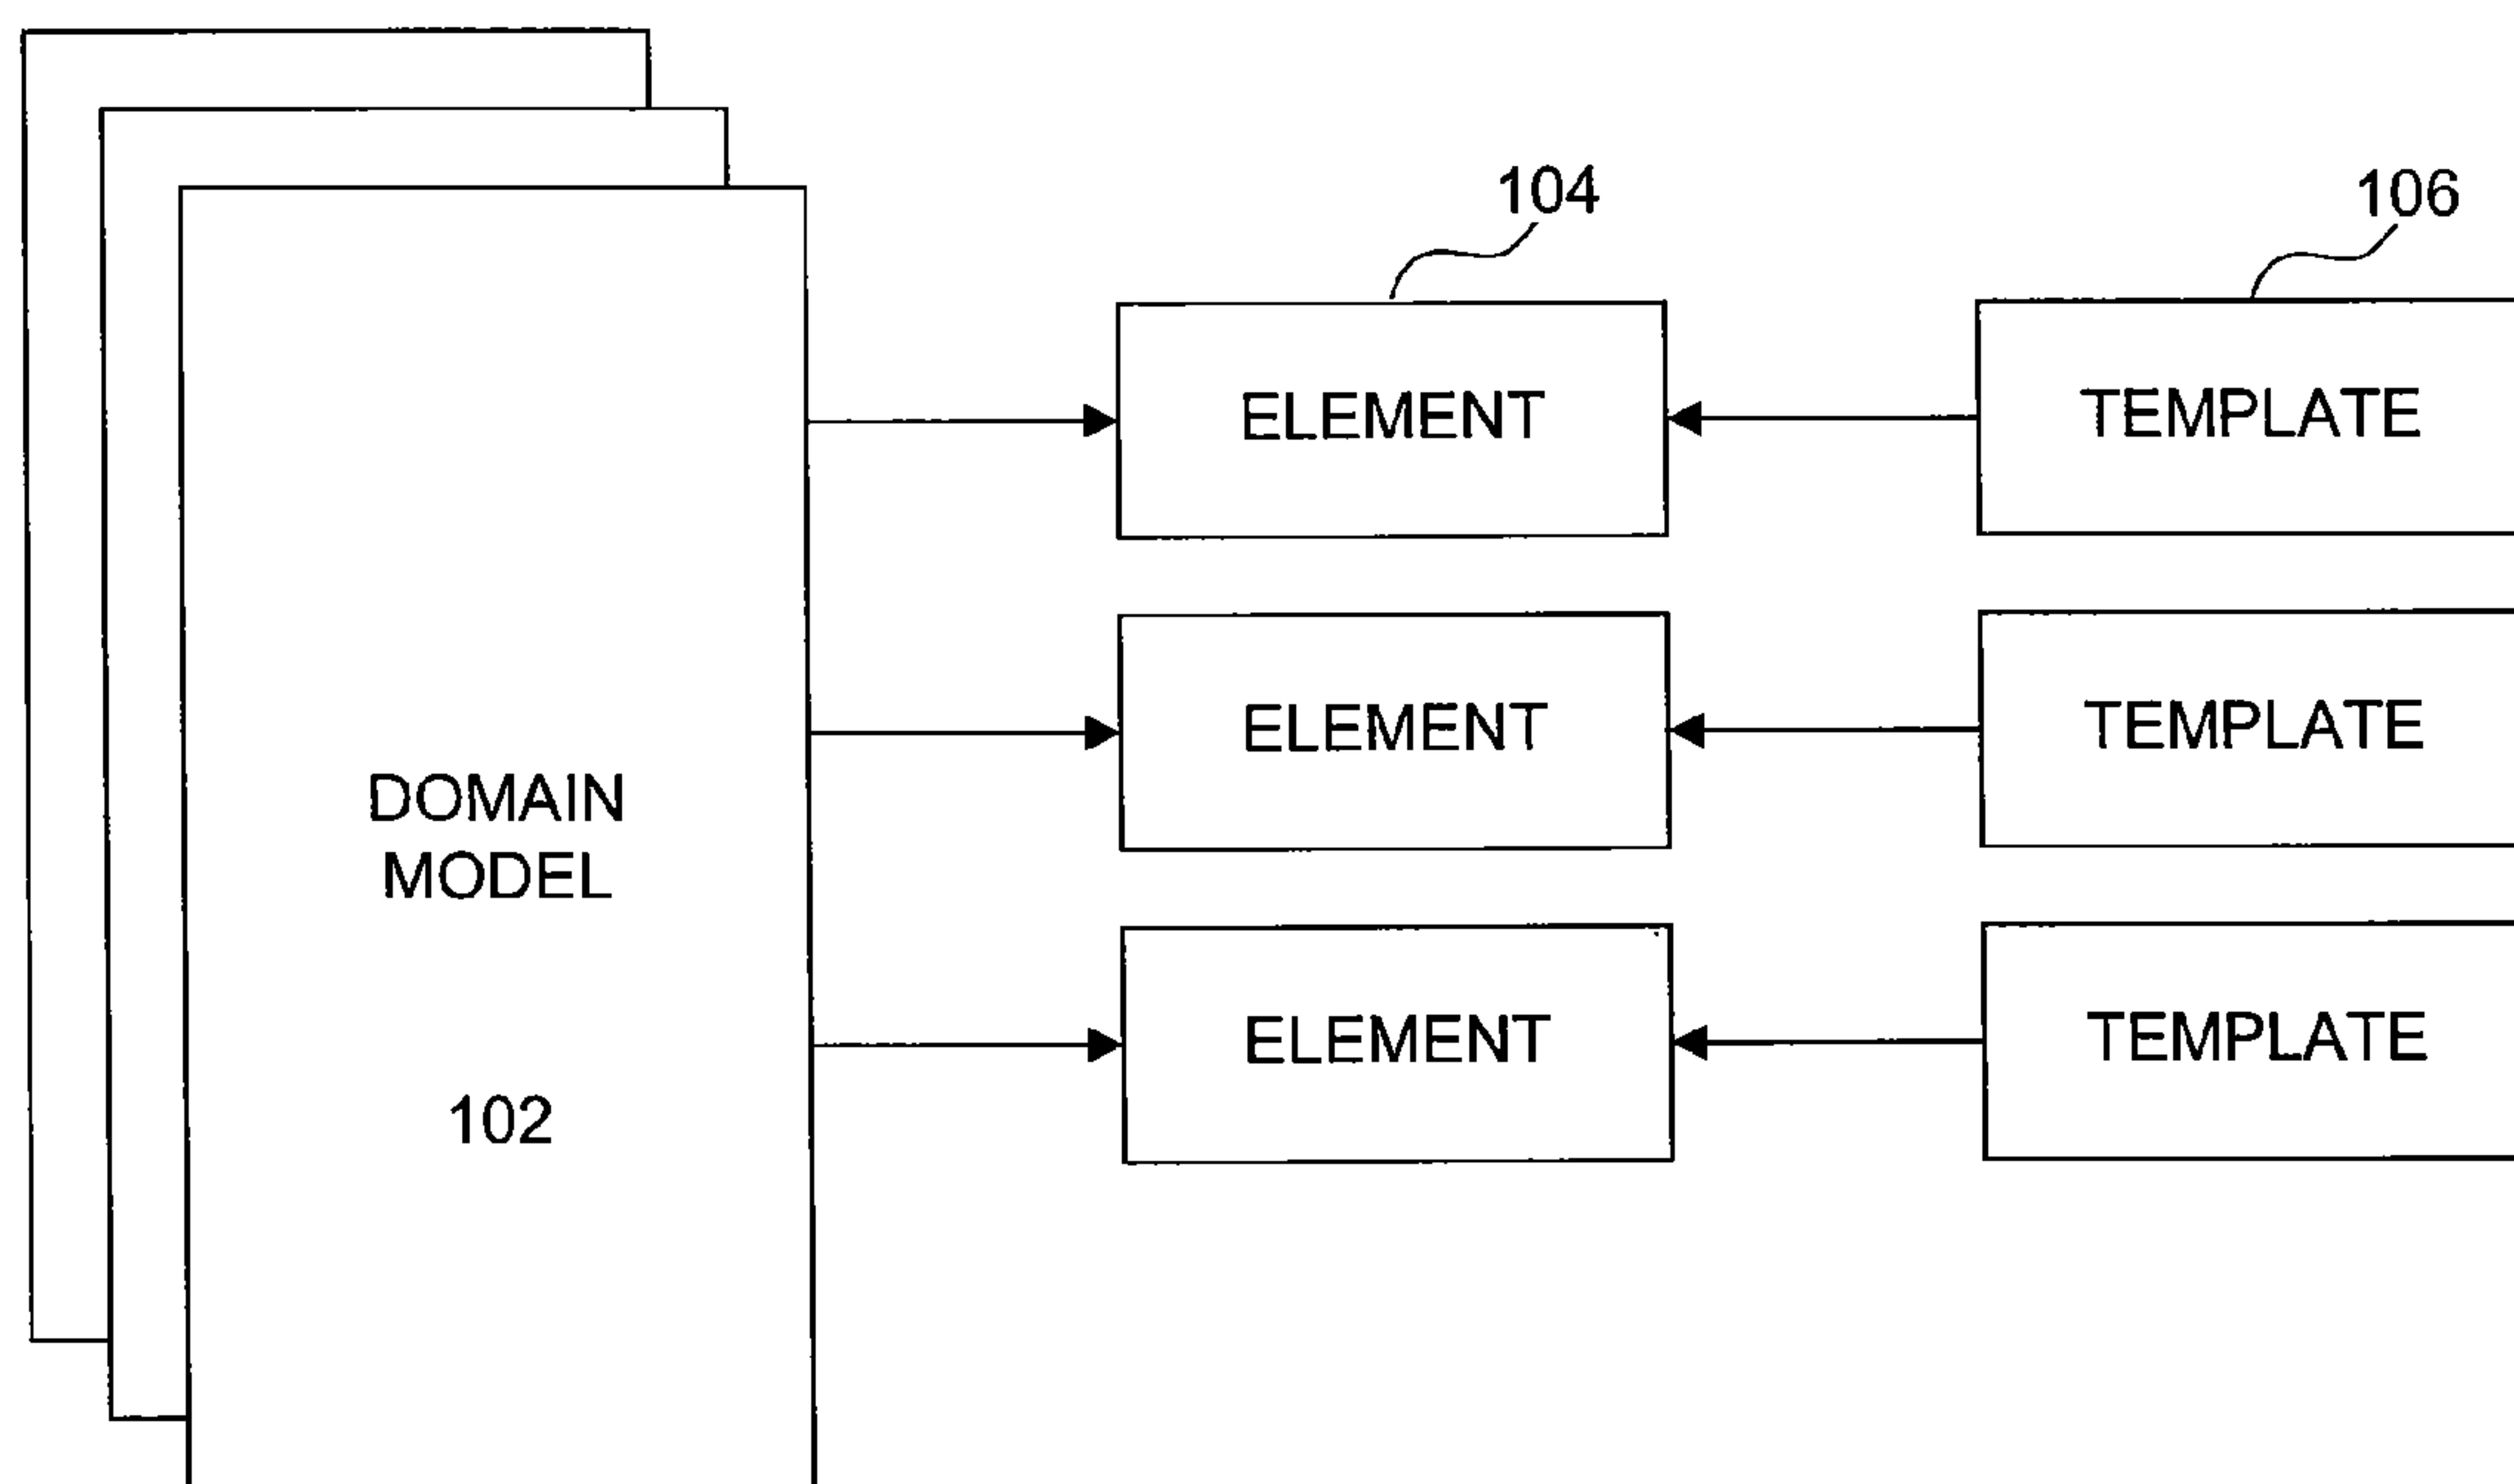 104
106
ELEMENT
TEMPLATE
ELEMENT
TEMPLATE
DOMAIN
MODEL
ELEMENT
TEMPLATE
102